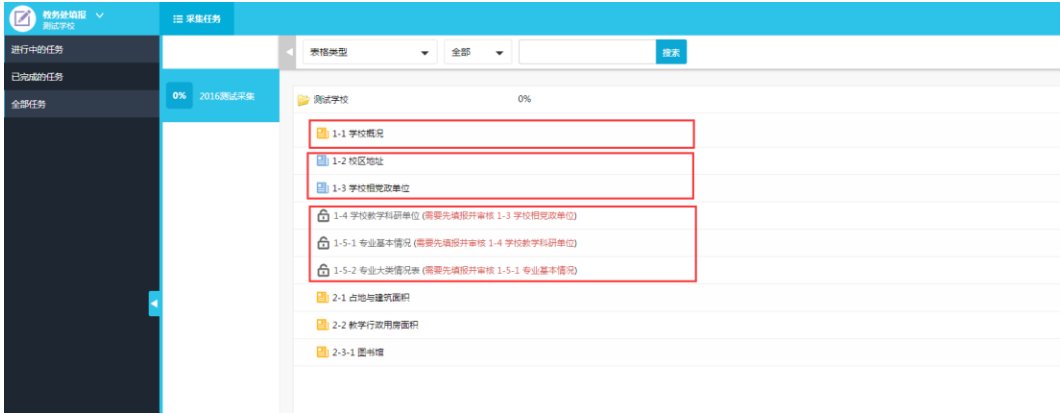 教务处填报
测试学校
采集任务
进行中的任务
已完成的任务
全部任务
0% 2016测试采集
表格类型 全部 搜索
测试学校 0%
1-1 学校概况
1-2 校区地址
1-3 学校相党政单位
1-4 学校教学科研单位 (需要先填报并审核 1-3 学校相党政单位)
1-5-1 专业基本情况 (需要先填报并审核 1-4 学校教学科研单位)
1-5-2 专业大类情况表 (需要先填报并审核 1-5-1 专业基本情况)
2-1 占地与建筑面积
2-2 教学行政用房面积
2-3-1 图书馆